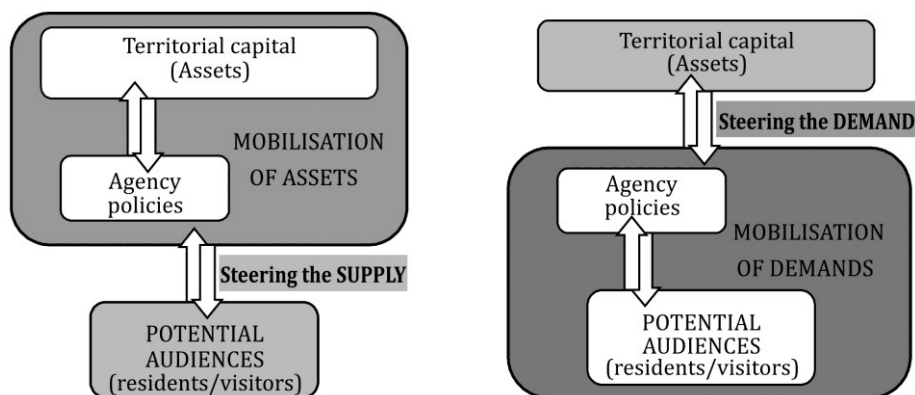 Territorial capital
(Assets)
MOBILISATION
OF ASSETS
Agency
policies
Steering the SUPPLY
POTENTIAL
AUDIENCES
(residents/visitors)
Territorial capital
(Assets)
Steering the DEMAND
Agency
policies
MOBILISATION
OF DEMANDS
POTENTIAL
AUDIENCES
(residents/visitors)